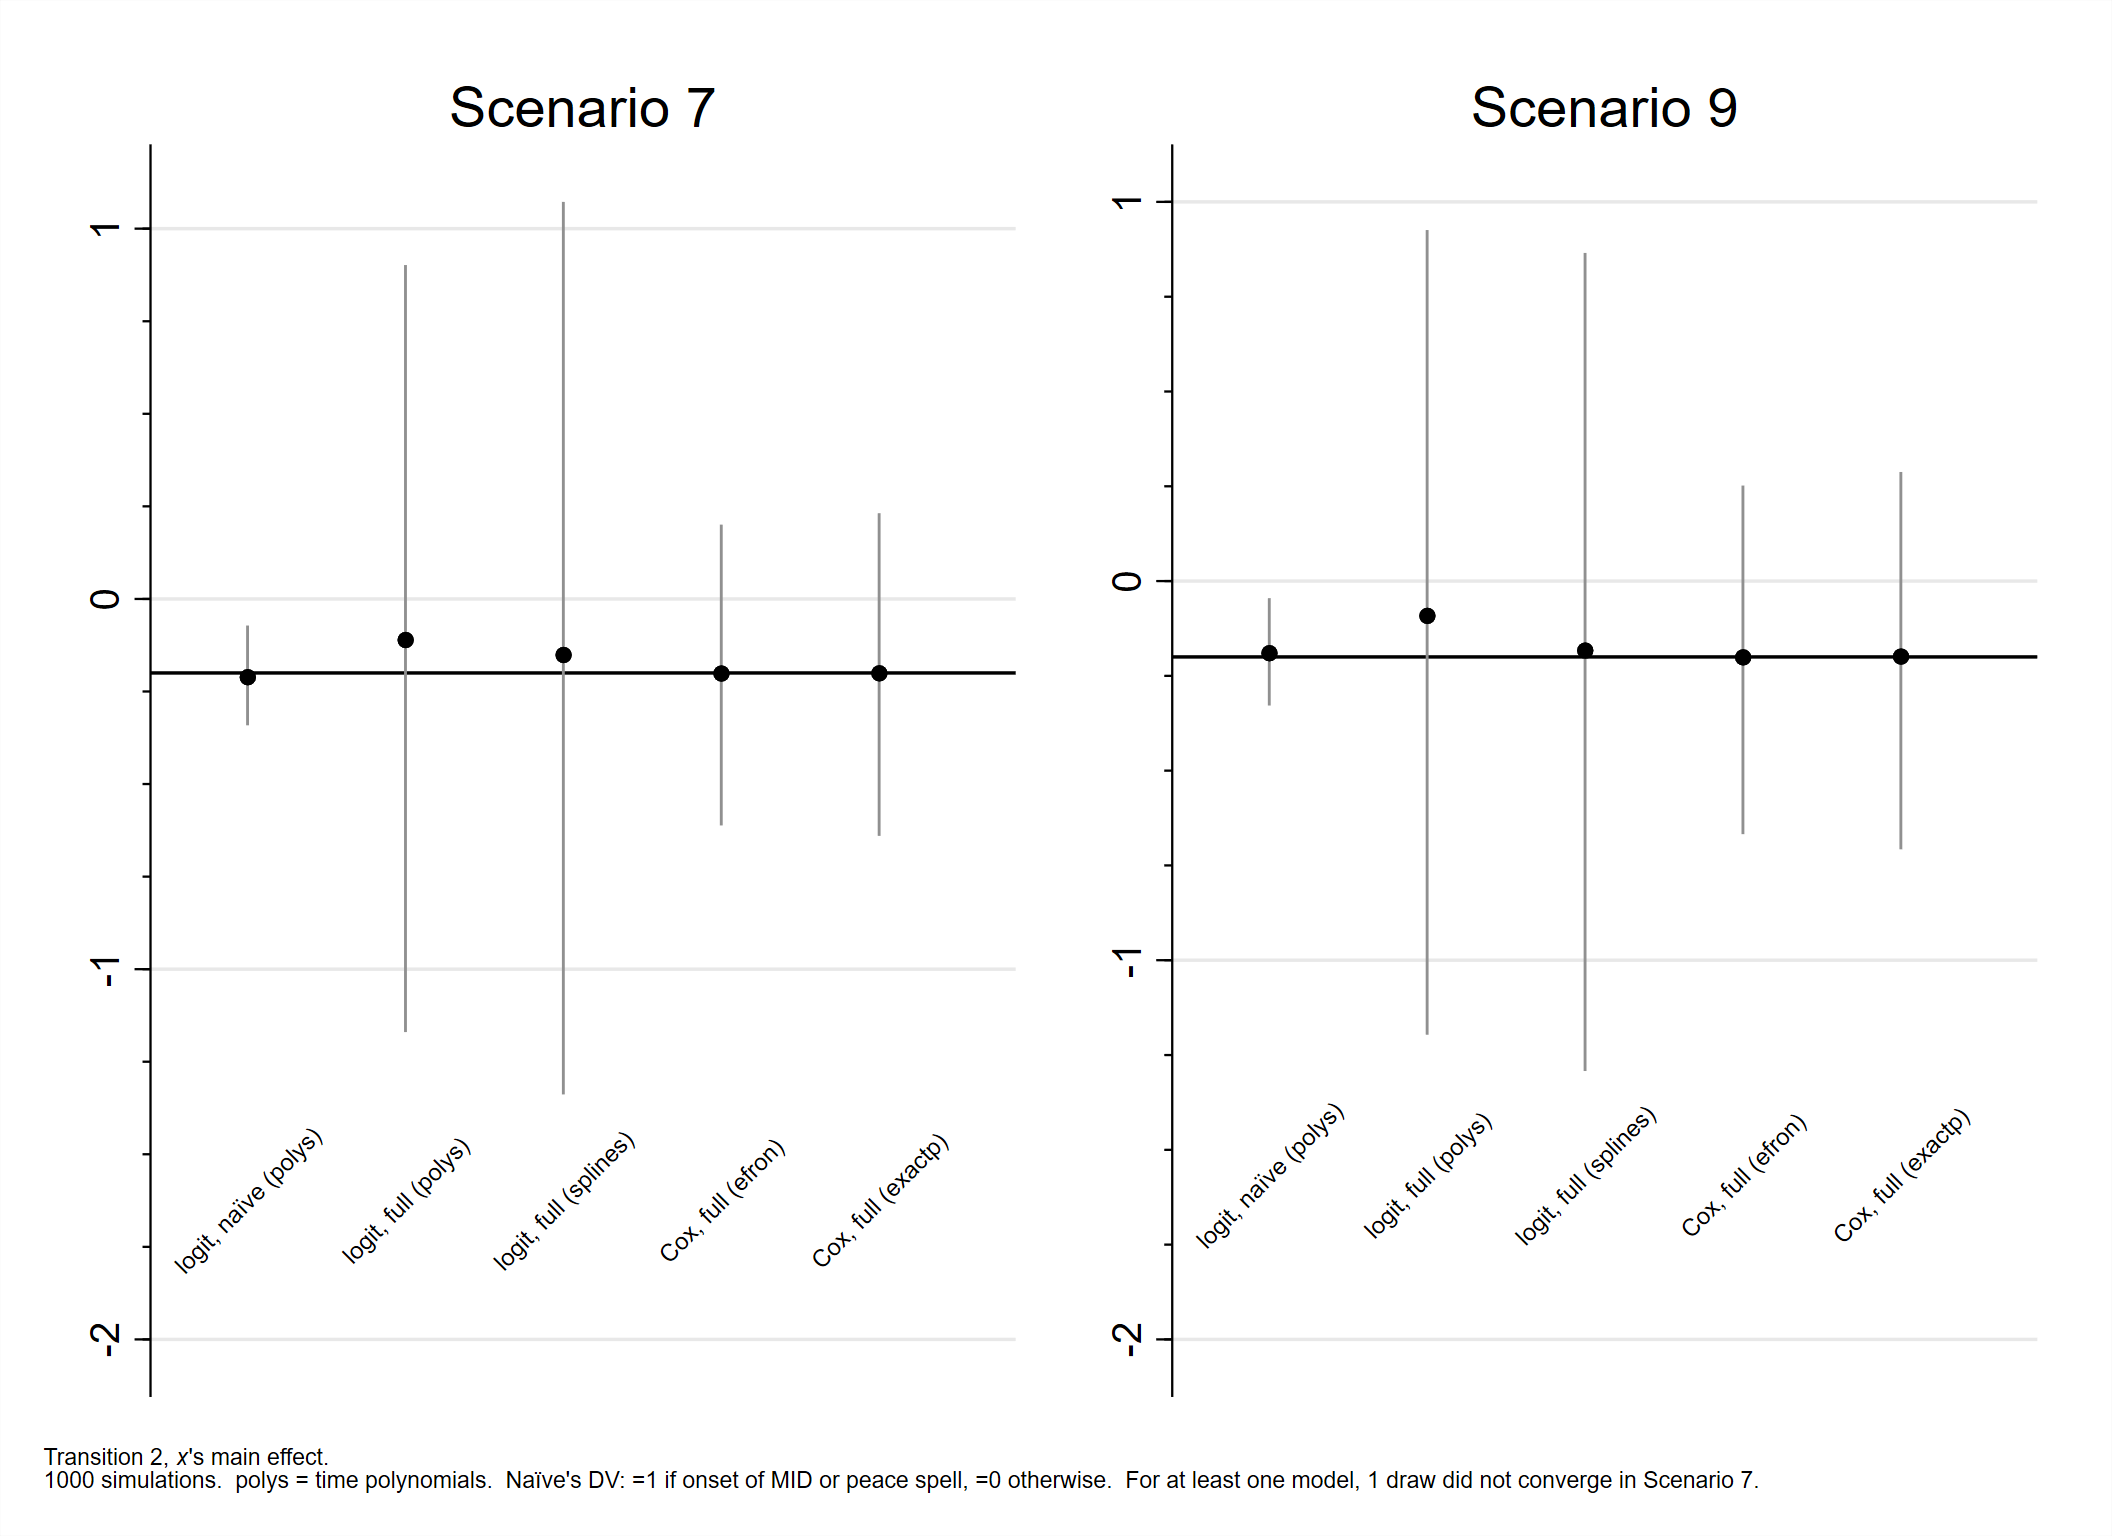 Scenario 7
1
0
-1
-2
logit, naïve (polys)
logit, full (polys)
logit, full (splines)
Cox, full (efron)
Cox, full (exactp)
Scenario 9
1
0
-1
-2
logit, naïve (polys)
logit, full (polys)
logit, full (splines)
Cox, full (efron)
Cox, full (exactp)
Transition 2, x's main effect.
1000 simulations.  polys = time polynomials.  Naïve's DV: =1 if onset of MID or peace spell, =0 otherwise.  For at least one model, 1 draw did not converge in Scenario 7.